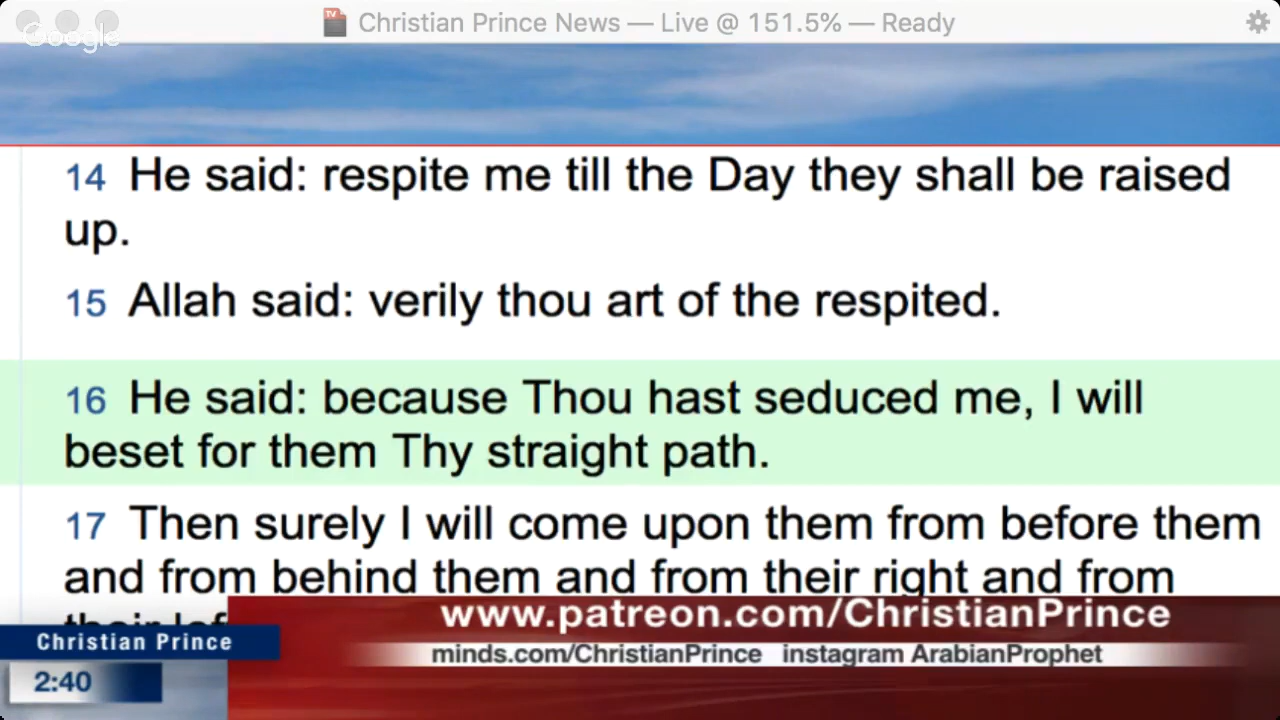 Christian Prince News — Live @ 151.5% — Ready
Google
14 He said: respite me till the Day they shall be raised
up.
15 Allah said: verily thou art of the respited.
16 He said: because Thou hast seduced me, I will
beset for them Thy straight path.
17 Then surely I will come upon them from before them
and from behind them and from their right and from
their
www.patreon.com/ChristianPrince
Christian Prince
minds.com/ChristianPrince instagram ArabianProphet
2:40